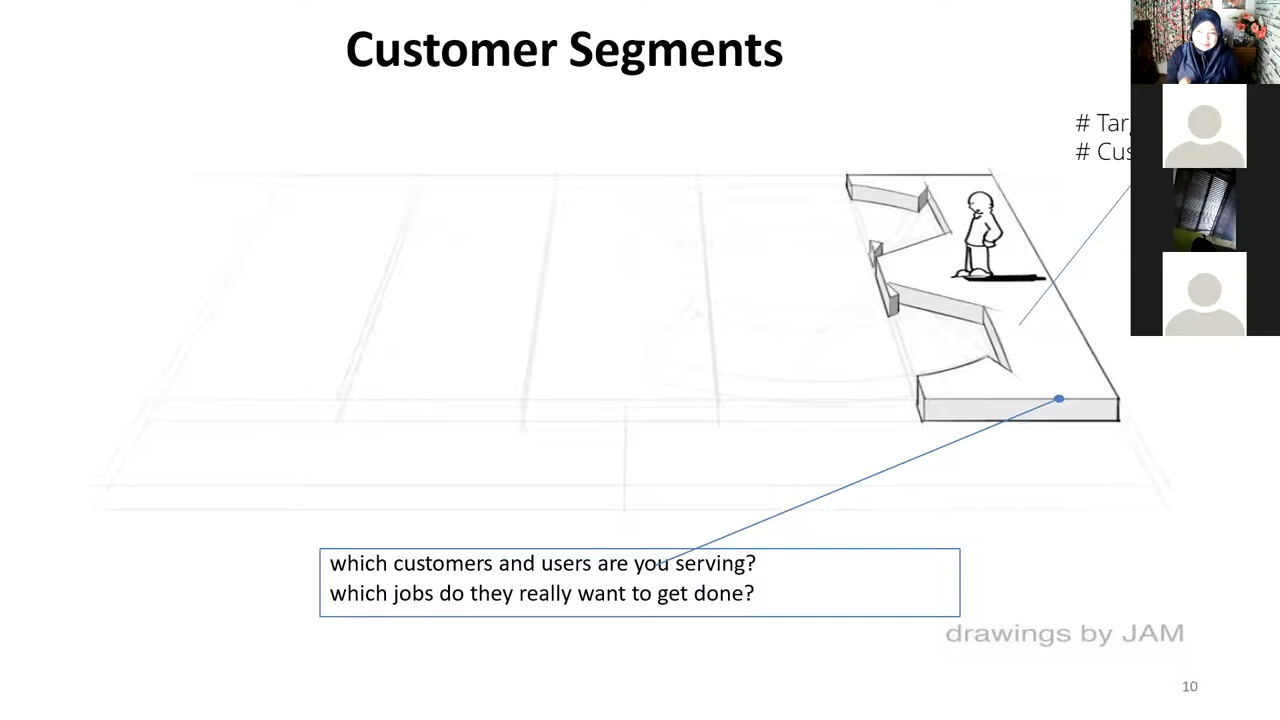 Customer Segments
#
#
which customers and users are you serving?
which jobs do they really want to get done?
drawings by JAM
10